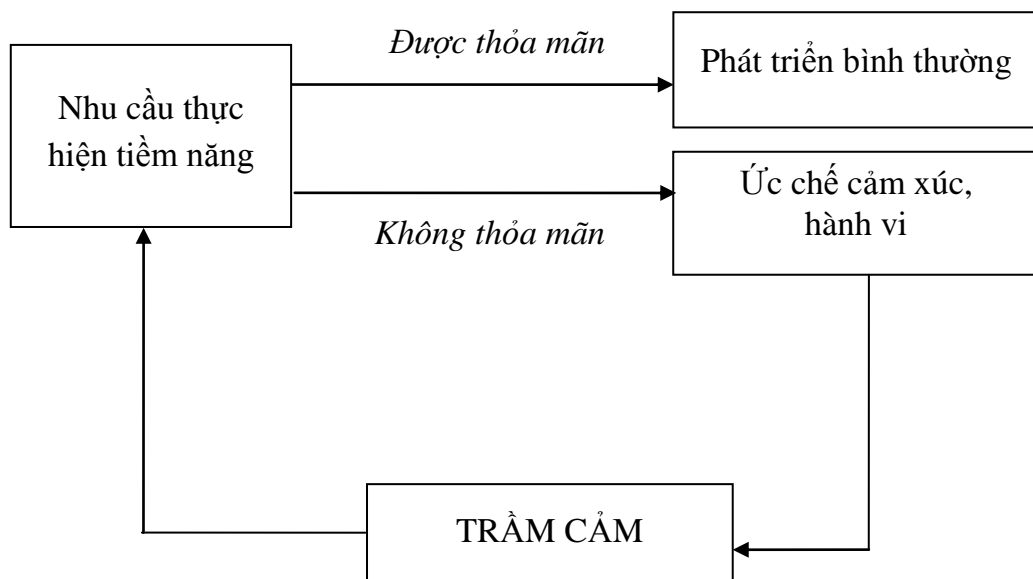 Được thỏa mãn
Phát triển bình thường
Nhu cầu thực
hiện tiềm năng
Ức chế cảm xúc,
hành vi
Không thỏa mãn
TRẦM CẢM